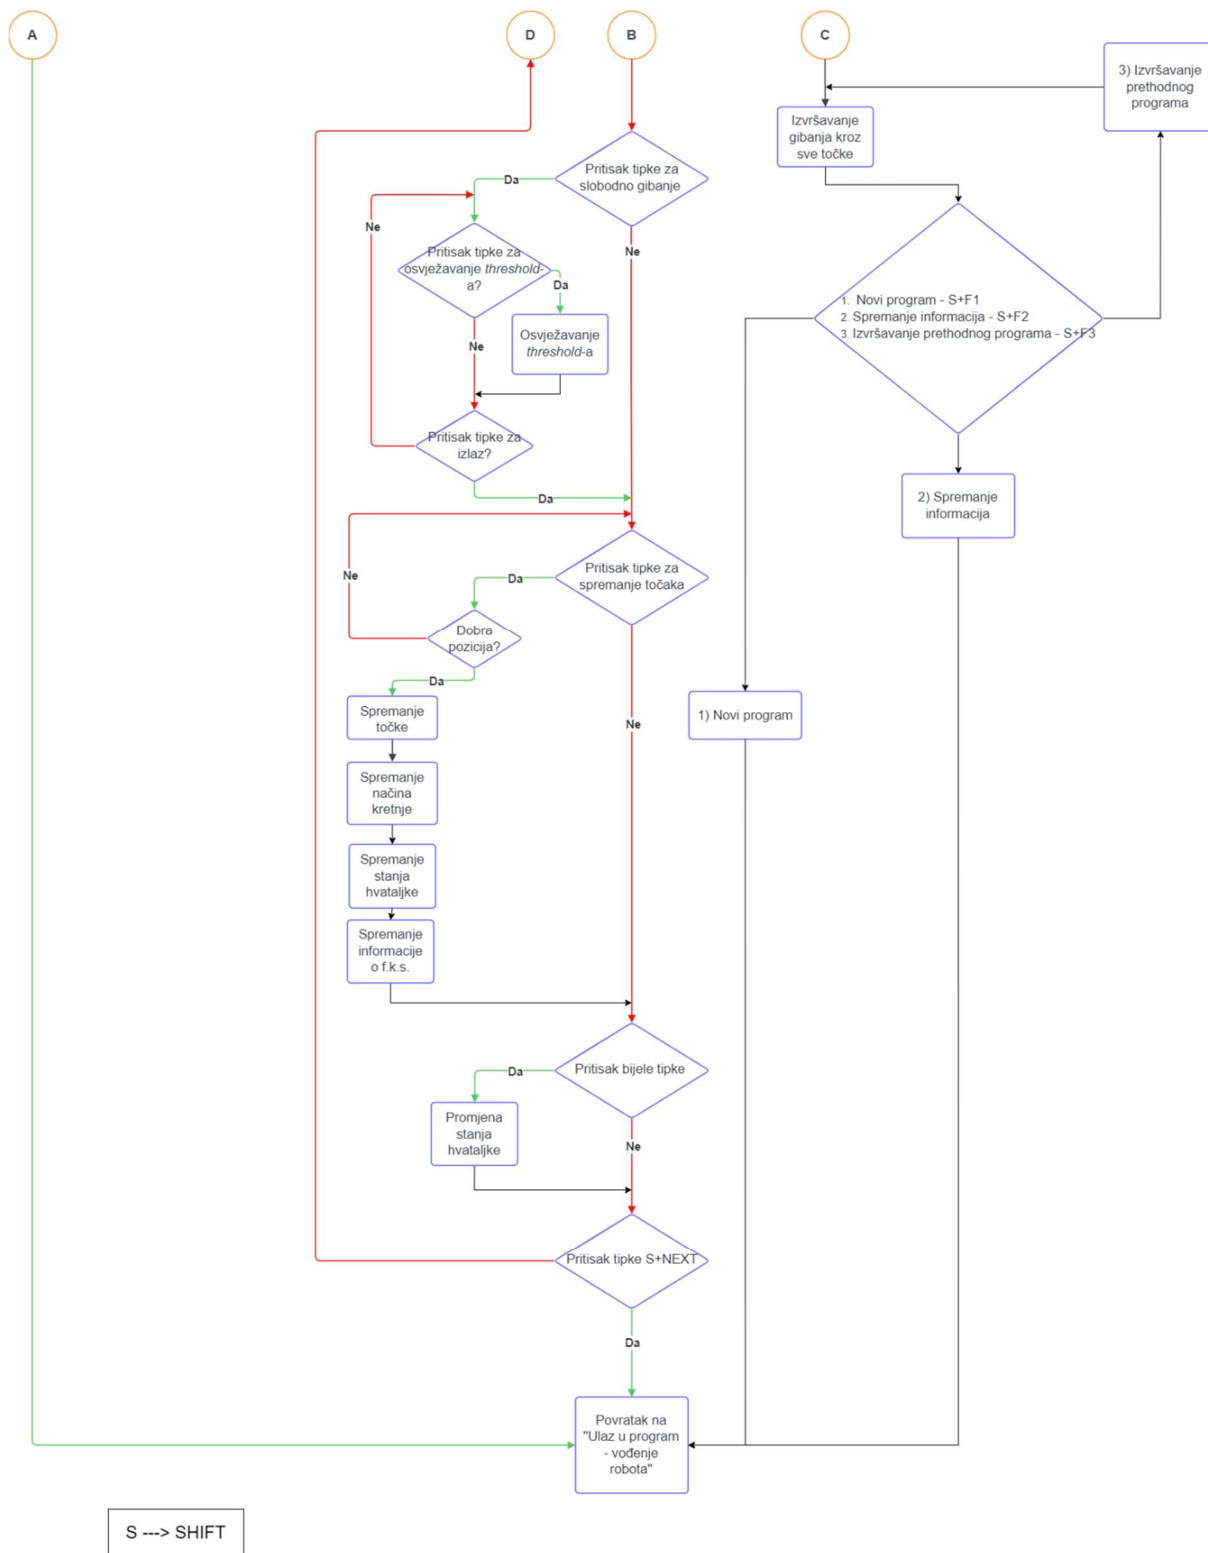 A
D
B
C
3) Izvršavanje
prethodnog
programa
Izvršavanje
gibanja kroz
sve točke
Pritisak tipke za
slobodno gibanje
Da
Ne
Ne
Pritisak tipke za
osvježavanje threshold-
a?
Da
Ne
Osvježavanje
threshold-a
1. Novi program - S+F1
2. Spremanje informacija - S+F2
3. Izvršavanje prethodnog programa - S+F3
Pritisak tipke za
izlaz?
Da
2) Spremanje
informacija
Pritisak tipke za
spremanje točaka
Da
Ne
Dobra
pozicija?
Da
Spremanje
točke
Ne
1) Novi program
Spremanje
načina
kretnje
Spremanje
stanja
hvataljke
Spremanje
informacije
o f.k.s.
Pritisak bijele tipke
Da
Promjena
stanja
hvataljke
Ne
Pritisak tipke S+NEXT
Da
Povratak na
"Ulaz u program
- vođenje
robota"
S ---> SHIFT